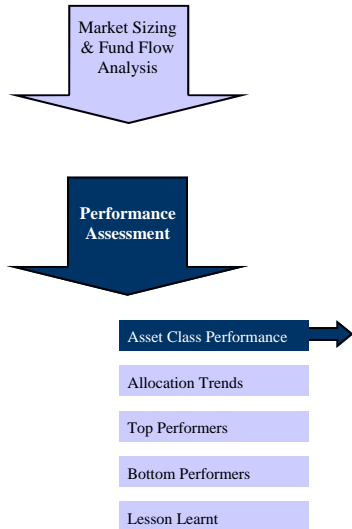 Market Sizing
& Fund Flow
Analysis
Performance
Assessment
Asset Class Performance
Allocation Trends
Top Performers
Bottom Performers
Lesson Learnt